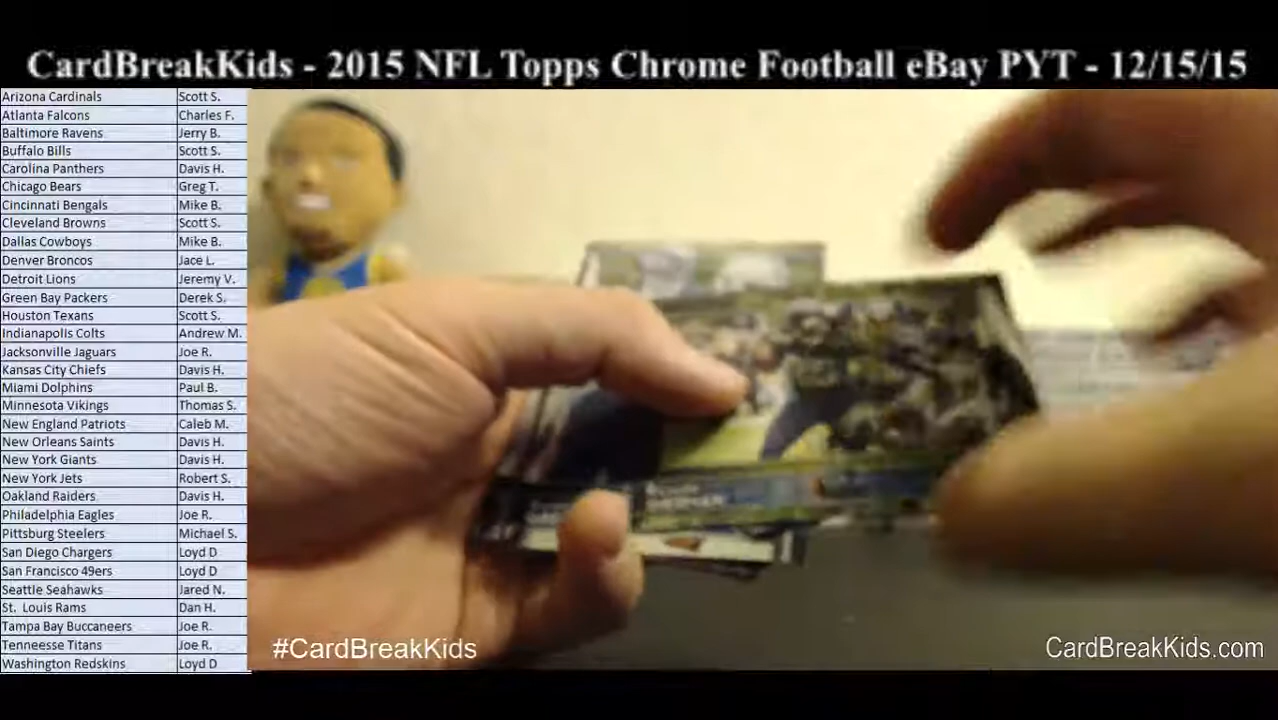 CardBreakKids - 2015 NFL Topps Chrome Football eBay PYT - 12/15/15
Arizona Cardinals Scott S.
Atlanta Falcons Charles F.
Baltimore Ravens Jerry B.
Buffalo Bills Scott S.
Carolina Panthers Davis H.
Chicago Bears Greg T.
Cincinnati Bengals Mike B.
Cleveland Browns Scott S.
Dallas Cowboys Mike B.
Denver Broncos Jace L.
Detroit Lions Jeremy V.
Green Bay Packers Derek S.
Houston Texans Scott S.
Indianapolis Colts Andrew M.
Jacksonville Jaguars Joe R.
Kansas City Chiefs Davis H.
Miami Dolphins Paul B.
Minnesota Vikings Thomas S.
New England Patriots Caleb M.
New Orleans Saints Davis H.
New York Giants Davis H.
New York Jets Robert S.
Oakland Raiders Davis H.
Philadelphia Eagles Joe R.
Pittsburg Steelers Michael S.
San Diego Chargers Loyd D
San Francisco 49ers Loyd D
Seattle Seahawks Jared N.
St. Louis Rams Dan H.
Tampa Bay Buccaneers Joe R.
Tenneesse Titans Joe R.
Washington Redskins Loyd D
#CardBreakKids
CardBreakKids.com